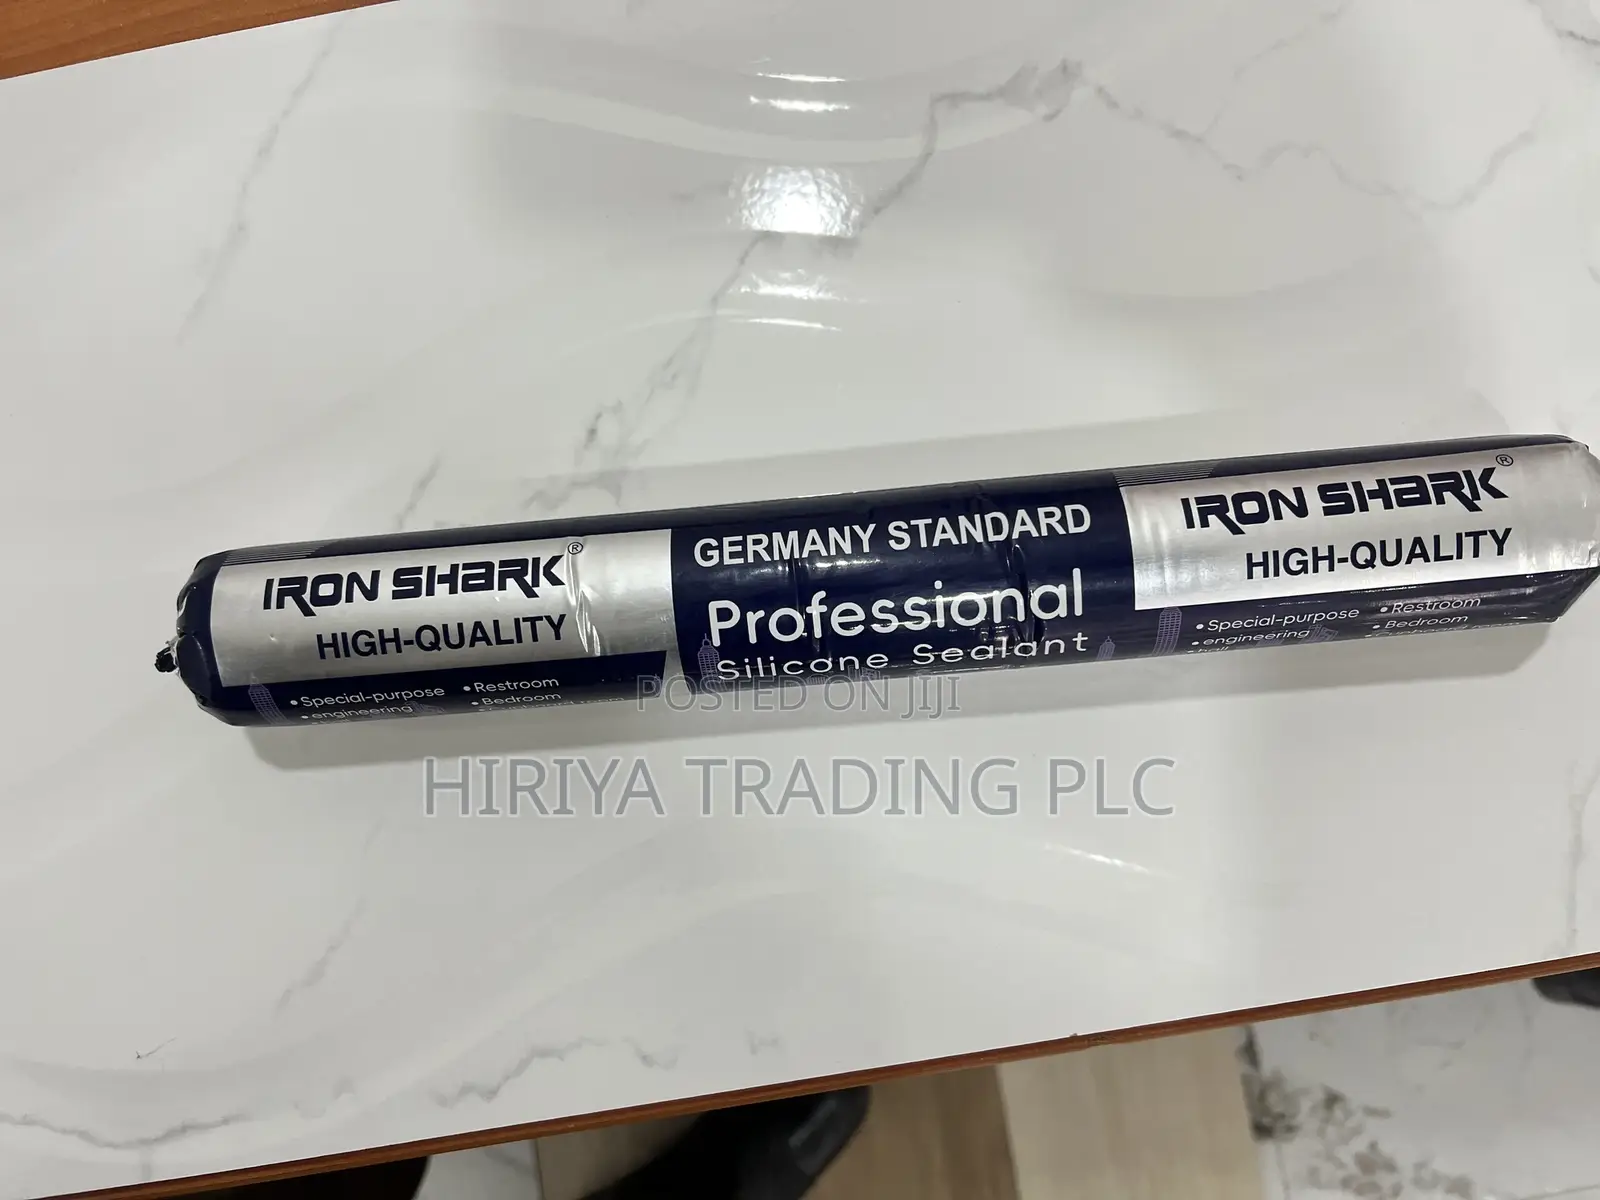 IRON SHARK®
HIGH-QUALITY
• Special-purpose
• engineering
• Restroom
• Bedroom
GERMANY STANDARD
Professional
Silicone Sealant
IRON SHARK®
HIGH-QUALITY
• Special-purpose
• engineering
• Restroom
• Bedroom
POSTED ON JIJI
HIRIYA TRADING PLC